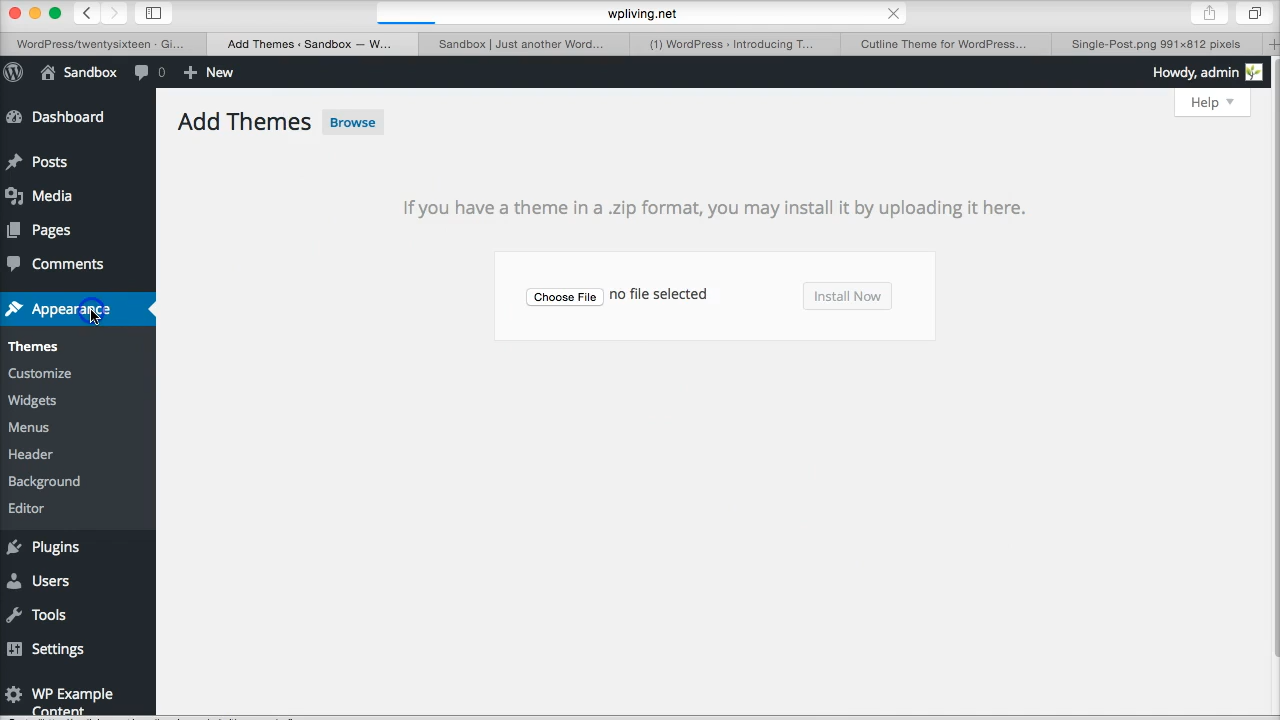 wpliving.net
WordPress/twentysixteen · Gi...
Add Themes ‹ Sandbox — W...
Sandbox | Just another Word...
(1) WordPress › Introducing T...
Cutline Theme for WordPress...
Single-Post.png 991×812 pixels
Sandbox
0
New
Howdy, admin
Help
Dashboard
Posts
Media
Pages
Comments
Appearance
Themes
Customize
Widgets
Menus
Header
Background
Editor
Plugins
Users
Tools
Settings
WP Example
Content
Add Themes
Browse
If you have a theme in a .zip format, you may install it by uploading it here.
Choose File no file selected
Install Now